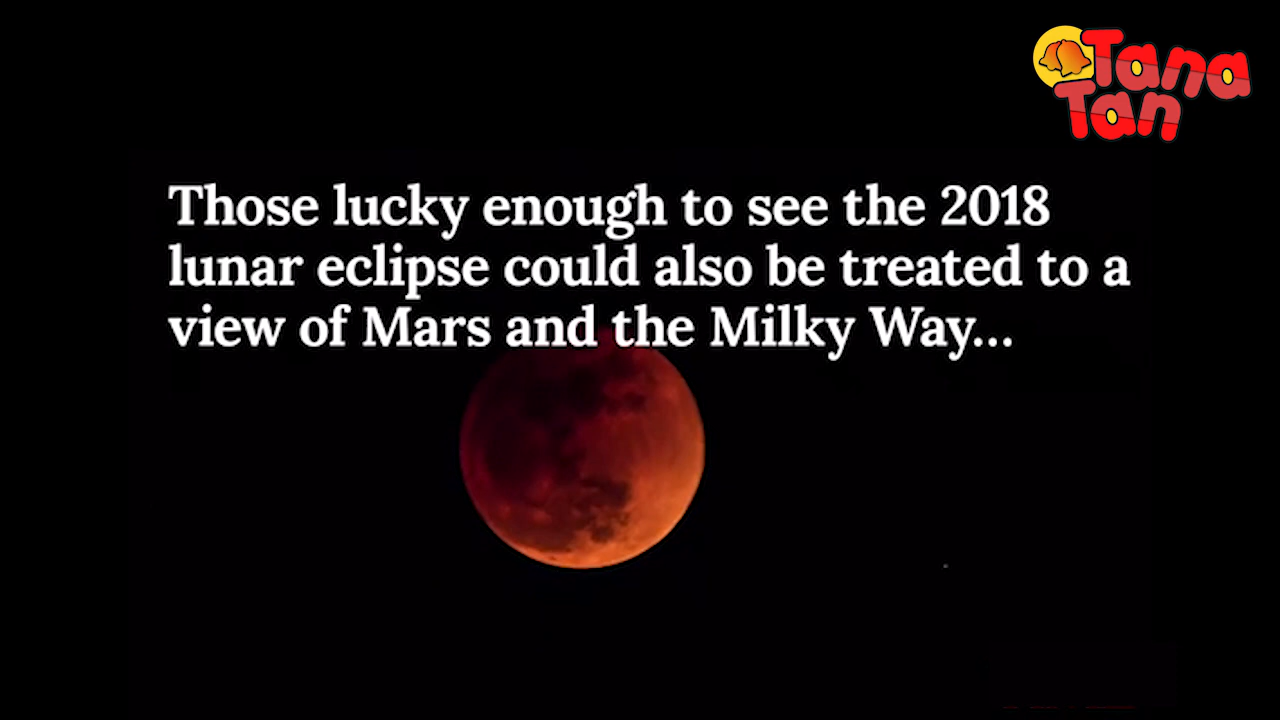 Tana
Tan
Those lucky enough to see the 2018
lunar eclipse could also be treated to a
view of Mars and the Milky Way...